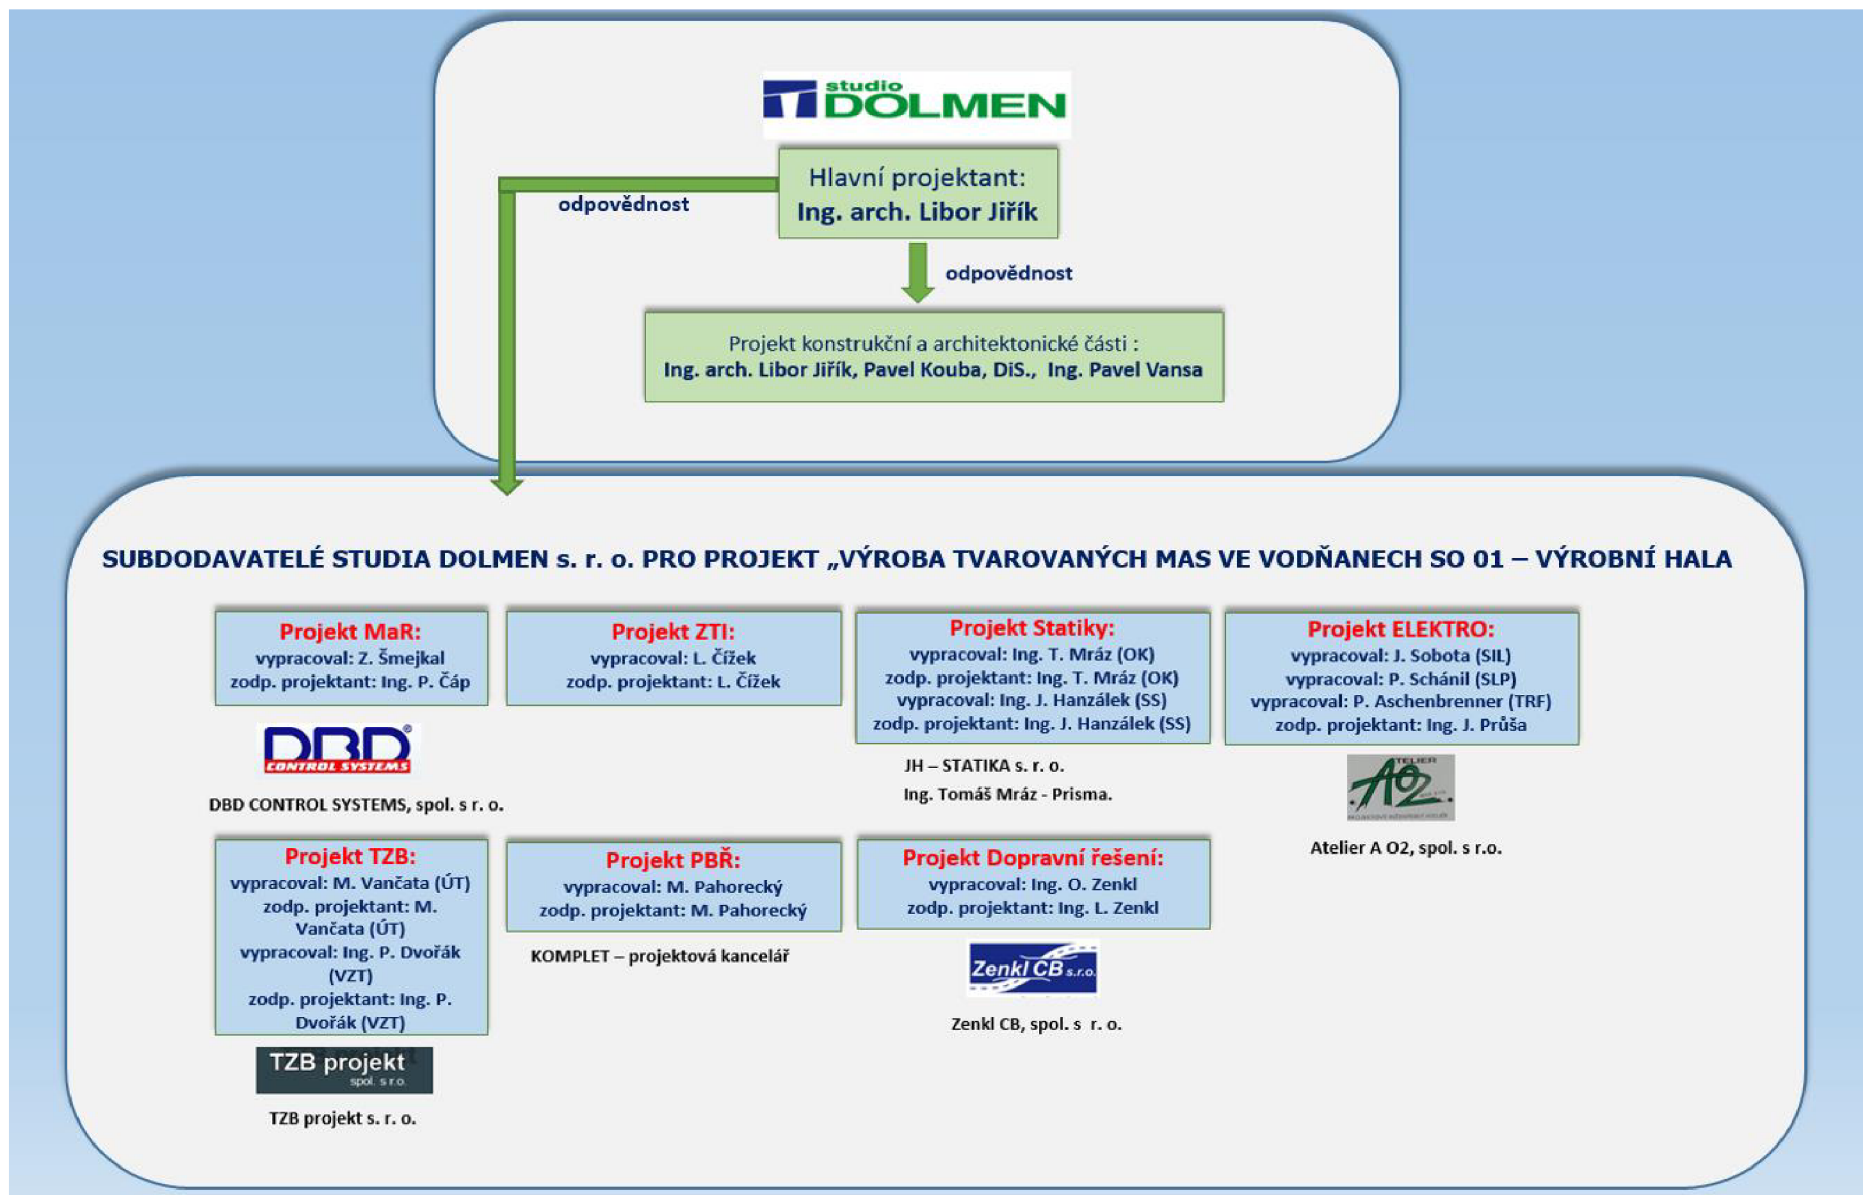 studio
DOLMEN
Hlavní projektant:
Ing. arch. Libor Jiřík
odpovědnost
odpovědnost
Projekt konstrukční a architektonické části :
Ing. arch. Libor Jiřík, Pavel Kouba, DiS.,  Ing. Pavel Vansa
SUBDODAVATELÉ STUDIA DOLMEN s. r. o. PRO PROJEKT „VÝROBA TVAROVANÝCH MAS VE VODŇANECH SO 01 – VÝROBNÍ HALA
Projekt MaR:
vypracoval: Z. Šmejkal
zodp. projektant: Ing. P. Čáp
DBD®
CONTROL SYSTEMS
DBD CONTROL SYSTEMS, spol. s r. o.
Projekt ZTI:
vypracoval: L. Čížek
zodp. projektant: L. Čížek
Projekt Statiky:
vypracoval: Ing. T. Mráz (OK)
zodp. projektant: Ing. T. Mráz (OK)
vypracoval: Ing. J. Hanzálek (SS)
zodp. projektant: Ing. J. Hanzálek (SS)
JH – STATIKA s. r. o.
Ing. Tomáš Mráz - Prisma.
Projekt ELEKTRO:
vypracoval: J. Sobota (SIL)
vypracoval: P. Schánil (SLP)
vypracoval: P. Aschenbrenner (TRF)
zodp. projektant: Ing. J. Průša
ATELIER
AO2
Atelier A O2, spol. s r.o.
Projekt TZB:
vypracoval: M. Vančata (ÚT)
zodp. projektant: M.
Vančata (ÚT)
vypracoval: Ing. P. Dvořák
(VZT)
zodp. projektant: Ing. P.
Dvořák (VZT)
TZB projekt
spol. s r.o.
TZB projekt s. r. o.
Projekt PBŘ:
vypracoval: M. Pahorecký
zodp. projektant: M. Pahorecký
KOMPLET – projektová kancelář
Projekt Dopravní řešení:
vypracoval: Ing. O. Zenkl
zodp. projektant: Ing. L. Zenkl
Zenkl CB s.r.o.
Zenkl CB, spol. s  r. o.